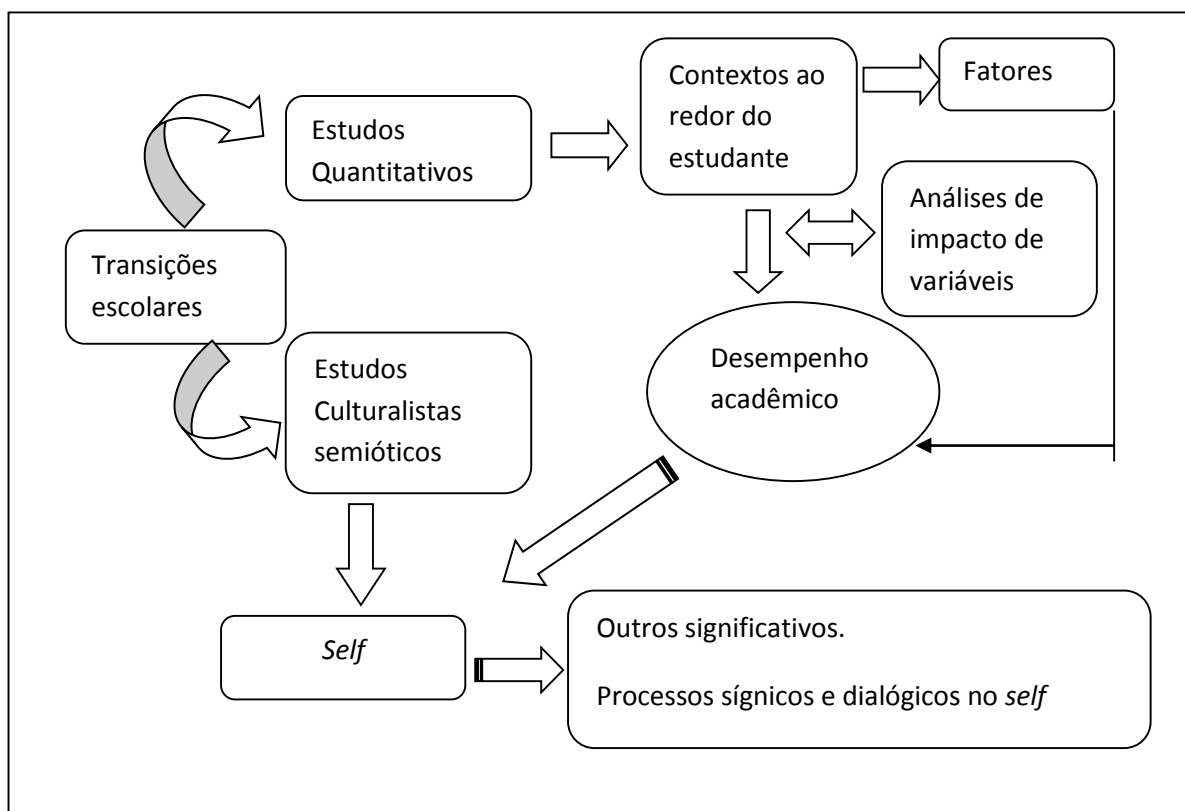 Transições
escolares
Estudos
Quantitativos
Contextos ao
redor do
estudante
Fatores
Análises de
impacto de
variáveis
Desempenho
acadêmico
Estudos
Culturalistas
semióticos
Self
Outros significativos.
Processos sígnicos e dialógicos no self